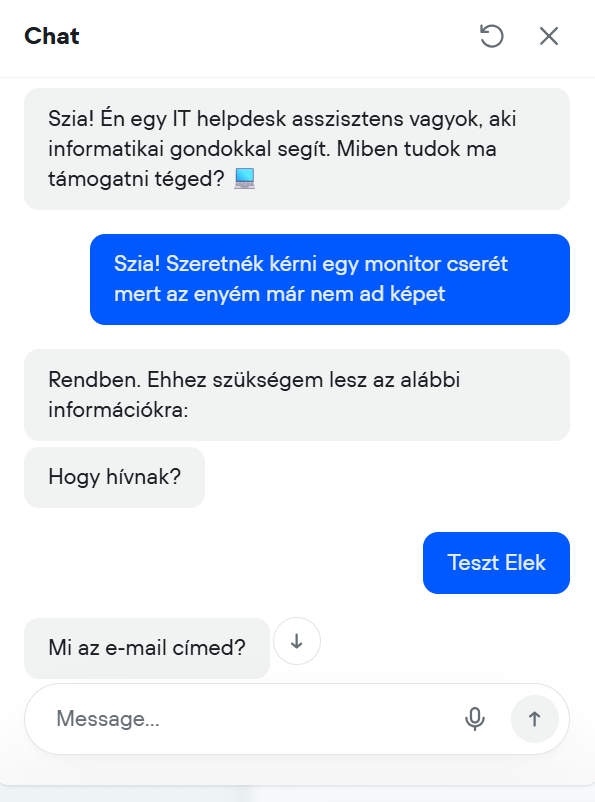 Chat
Szia! Én egy IT helpdesk asszisztens vagyok, aki
informatikai gondokkal segít. Miben tudok ma
támogatni téged? 💻
Szia! Szeretnék kérni egy monitor cserét
mert az enyém már nem ad képet
Rendben. Ehhez szükségem lesz az alábbi
információkra:
Hogy hívnak?
Teszt Elek
Mi az e-mail címed?
Message...